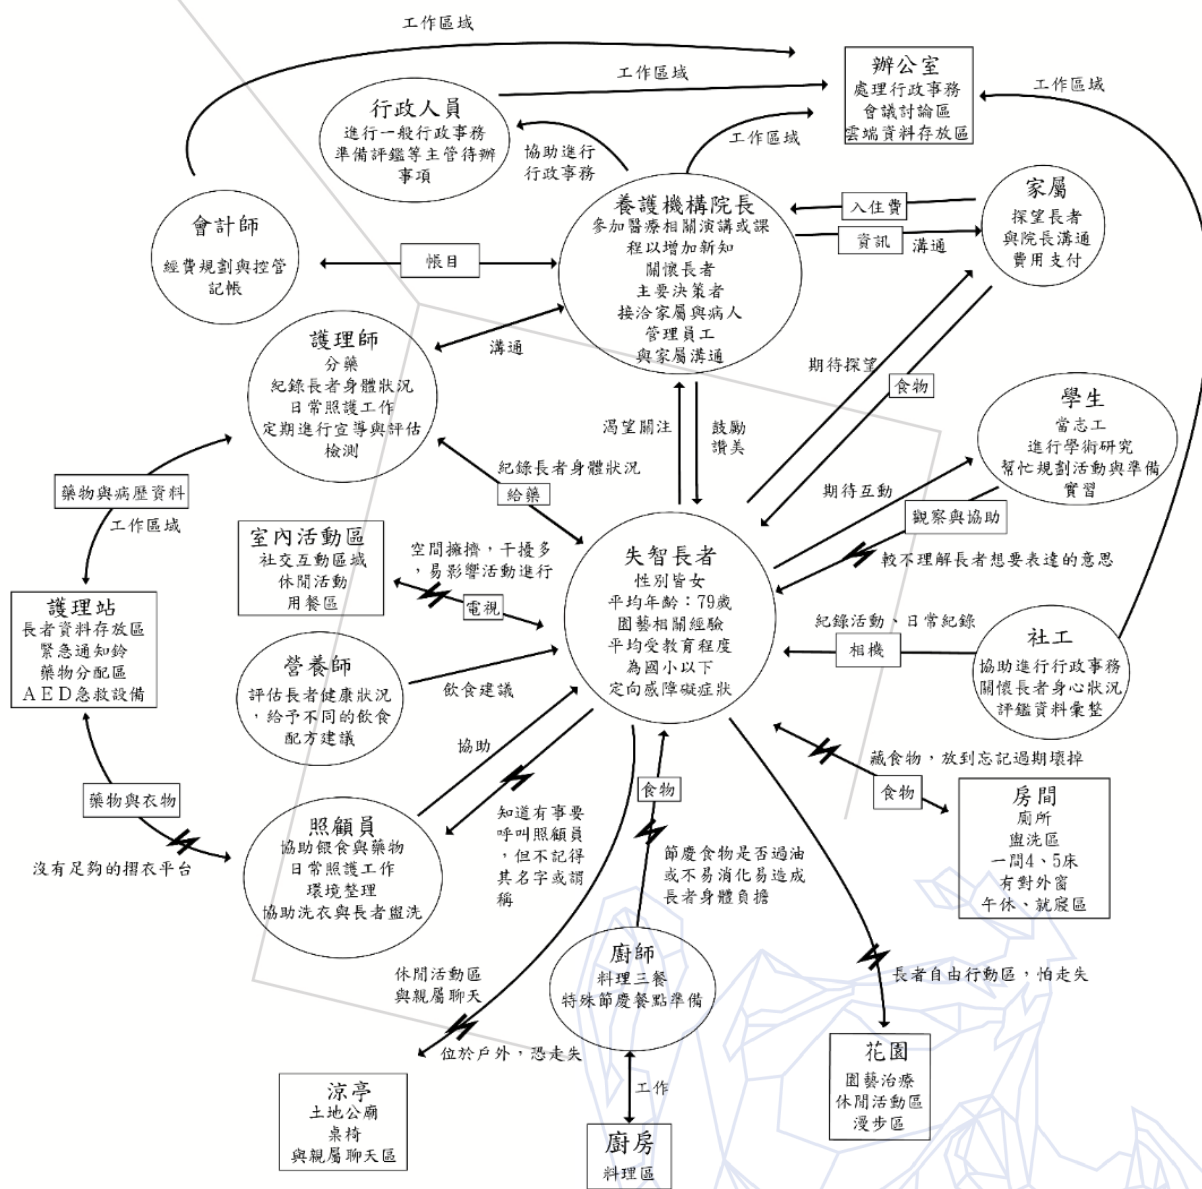 工作區域
工作區域
辦公室
處理行政事務
會議討論區
雲端資料存放區
工作區域
行政人員
進行一般行政事務
準備評鑑等主管待辦
事項
協助進行
行政事務
工作區域
會計師
經費規劃與控管
記帳
帳目
養護機構院長
參加醫療相關演講或課
程以增加新知
關懷長者
主要決策者
接洽家屬與病人
管理員工
與家屬溝通
入住費
資訊
溝通
家屬
探望長者
與院長溝通
費用支付
護理師
分藥
紀錄長者身體狀況
日常照護工作
定期進行宣導與評估
檢測
溝通
期待探望
食物
渴望關注
鼓勵
讚美
學生
當志工
進行學術研究
幫忙規劃活動與準備
實習
藥物與病歷資料
工作區域
紀錄長者身體狀況
給藥
期待互動
觀察與協助
較不理解長者想要表達的意思
室內活動區
社交互動區域
休閒活動
用餐區
空間擁擠，干擾多
，易影響活動進行
電視
失智長者
性別皆女
平均年齡：79歲
園藝相關經驗
平均受教育程度
為國小以下
定向感障礙症狀
護理站
長者資料存放區
緊急通知鈴
藥物分配區
AED急救設備
紀錄活動、日常紀錄
相機
社工
協助進行行政事務
關懷長者身心狀況
評鑑資料彙整
營養師
評估長者健康狀況
，給予不同的飲食
配方建議
飲食建議
協助
藏食物，放到忘記過期壞掉
食物
房間
廁所
盥洗區
一間4、5床
有對外窗
午休、就寢區
藥物與衣物
沒有足夠的摺衣平台
照顧員
協助餵食與藥物
日常照護工作
環境整理
協助洗衣與長者盥洗
知道有事要
呼叫照顧員
，但不記得
其名字或謂
稱
食物
節慶食物是否過油
或不易消化易造成
長者身體負擔
廚師
料理三餐
特殊節慶餐點準備
休閒活動區
與親屬聊天
位於戶外，恐走失
長者自由行動區，怕走失
涼亭
土地公廟
桌椅
與親屬聊天區
工作
廚房
料理區
花園
園藝治療
休閒活動區
漫步區